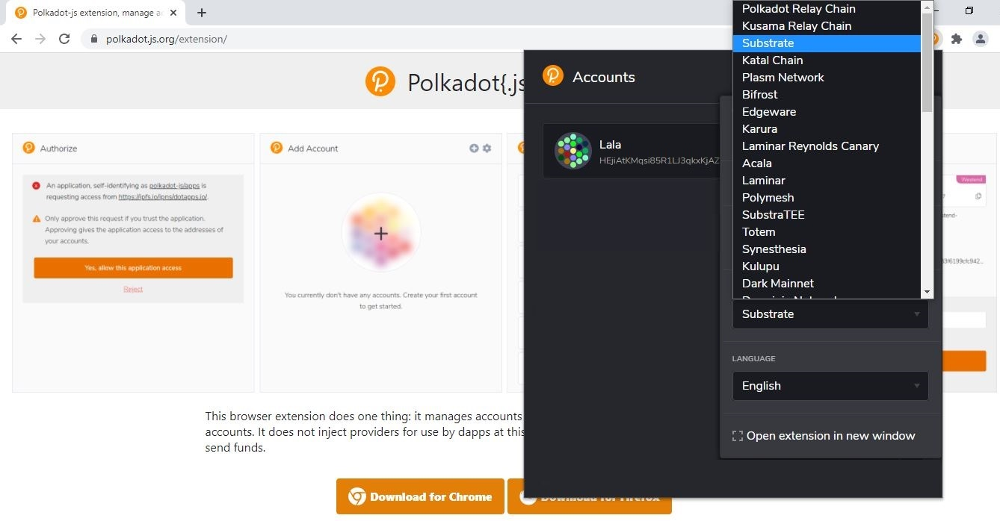 Polkadot-js extension, manage ac
polkadot.js.org/extension/
Polkadot{.js
Authorize
An application, self-identifying as polkadot-js/apps is
requesting access from https://ipfs.io/ipns/dotapps.io/.
Only approve this request if you trust the application.
Approving gives the application access to the addresses of
your accounts.
Yes, allow this application access
Reject
Add Account
You currently don't have any accounts. Create your first account
to get started.
Accounts
Lala
HEjiAtKMqsi85R1LJ3qkxKjAZ
Polkadot Relay Chain
Kusama Relay Chain
Substrate
Katal Chain
Plasm Network
Bifrost
Edgeware
Karura
Laminar Reynolds Canary
Acala
Laminar
Polymesh
SubstraTEE
Totem
Synesthesia
Kulupu
Dark Mainnet
Substrate
LANGUAGE
English
Open extension in new window
Westend
This browser extension does one thing: it manages accounts
accounts. It does not inject providers for use by dapps at this
send funds.
Download for Chrome
Download for Firefox